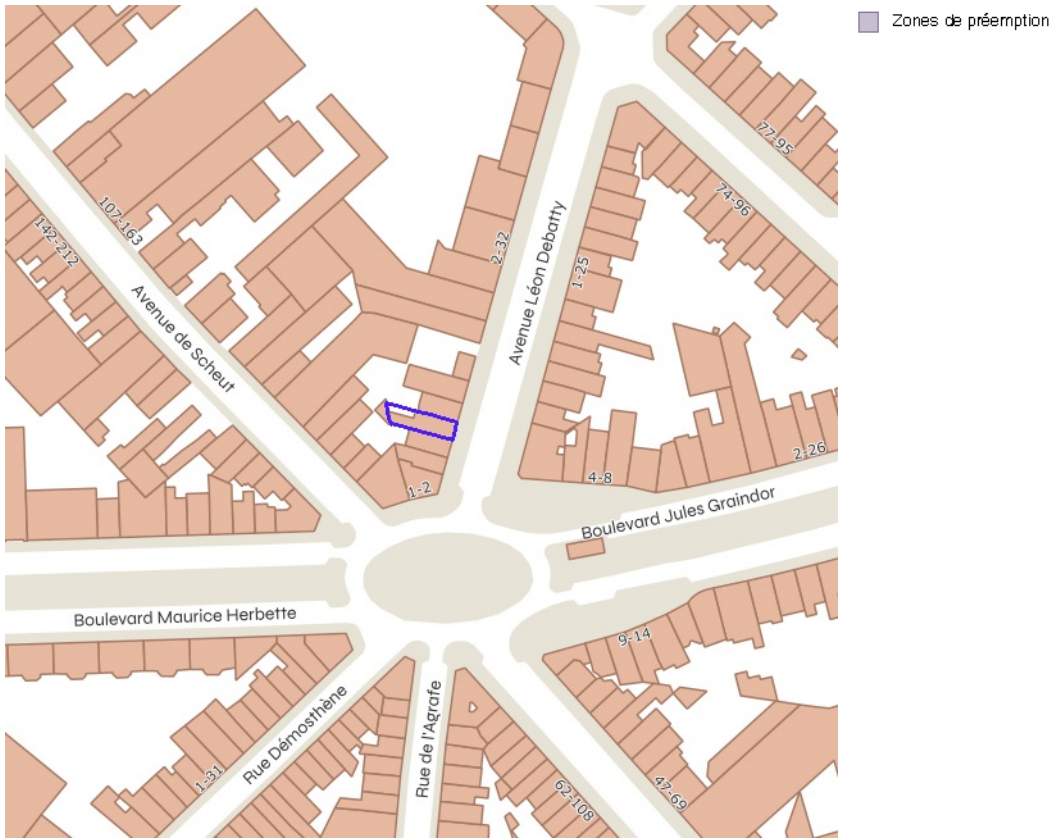 Zones de préemption
77-95
74-96
107-163
142-212
2-32
Avenue Léon Debatty
1-25
Avenue de Scheut
2-26
4-8
1-2
Boulevard Jules Graindor
Boulevard Maurice Herbette
9-14
Rue Démosthène
Rue de l'Agrafe
1-31
62-108
47-69